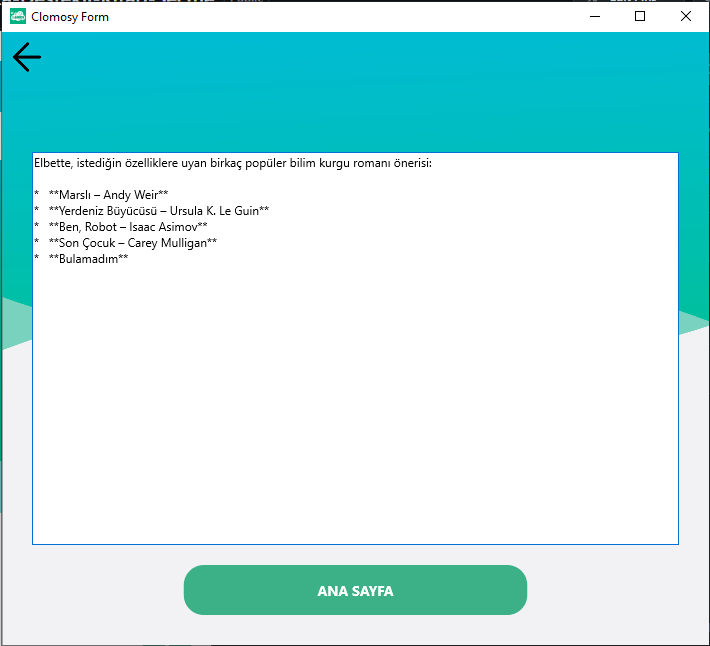 Clomosy Form
Elbette, istediğin özelliklere uyan birkaç popüler bilim kurgu romanı önerisi:
* **Marslı – Andy Weir**
* **Yerdeniz Büyücüsü – Ursula K. Le Guin**
* **Ben, Robot – Isaac Asimov**
* **Son Çocuk – Carey Mulligan**
* **Bulamadım**
ANA SAYFA